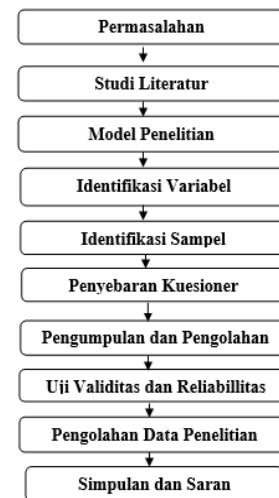 Permasalahan
Studi Literatur
Model Penelitian
Identifikasi Variabel
Identifikasi Sampel
Penyebaran Kuesioner
Pengumpulan dan Pengolahan
Uji Validitas dan Reliabillitas
Pengolahan Data Penelitian
Simpulan dan Saran